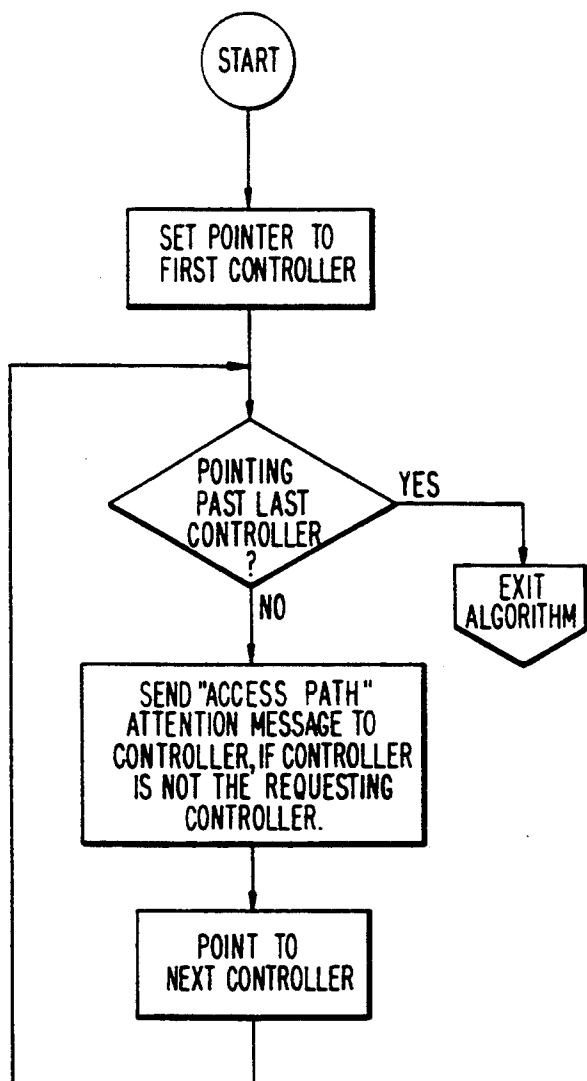 START
SET POINTER TO
FIRST CONTROLLER
POINTING
PAST LAST
CONTROLLER
?
YES
NO
EXIT
ALGORITHM
SEND "ACCESS PATH"
ATTENTION MESSAGE TO
CONTROLLER, IF CONTROLLER
IS NOT THE REQUESTING
CONTROLLER.
POINT TO
NEXT CONTROLLER